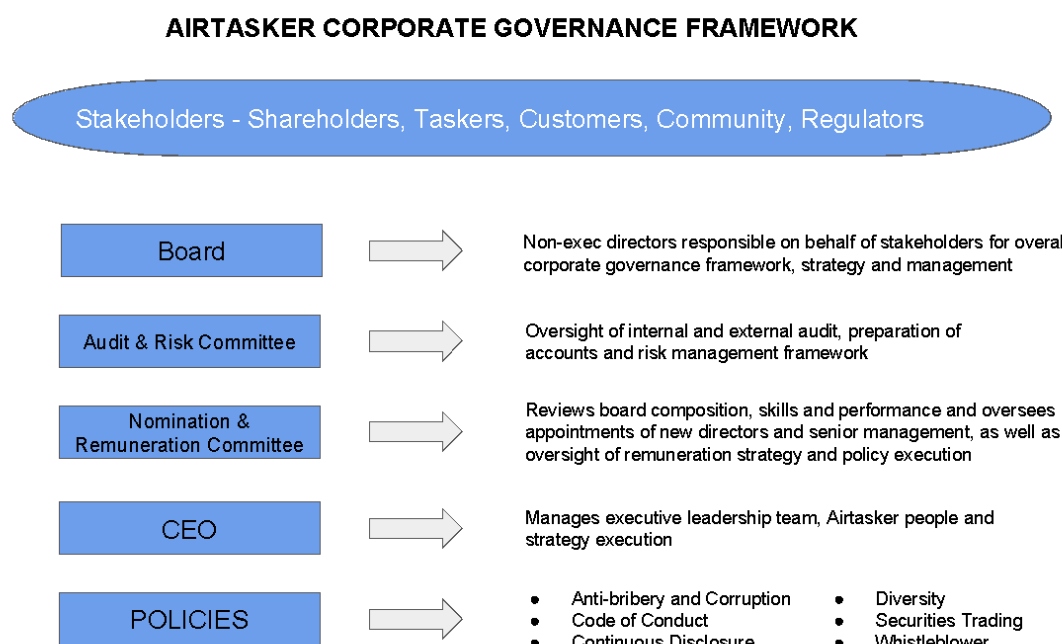 AIRTASKER CORPORATE GOVERNANCE FRAMEWORK
Stakeholders - Shareholders, Taskers, Customers, Community, Regulators
Board
Non-exec directors responsible on behalf of stakeholders for overal
corporate governance framework, strategy and management
Audit & Risk Committee
Oversight of internal and external audit, preparation of
accounts and risk management framework
Nomination &
Remuneration Committee
Reviews board composition, skills and performance and oversees
appointments of new directors and senior management, as well as
oversight of remuneration strategy and policy execution
CEO
Manages executive leadership team, Airtasker people and
strategy execution
POLICIES
● Anti-bribery and Corruption
● Code of Conduct
● Continuous Disclosure
● Diversity
● Securities Trading
● Whistleblower